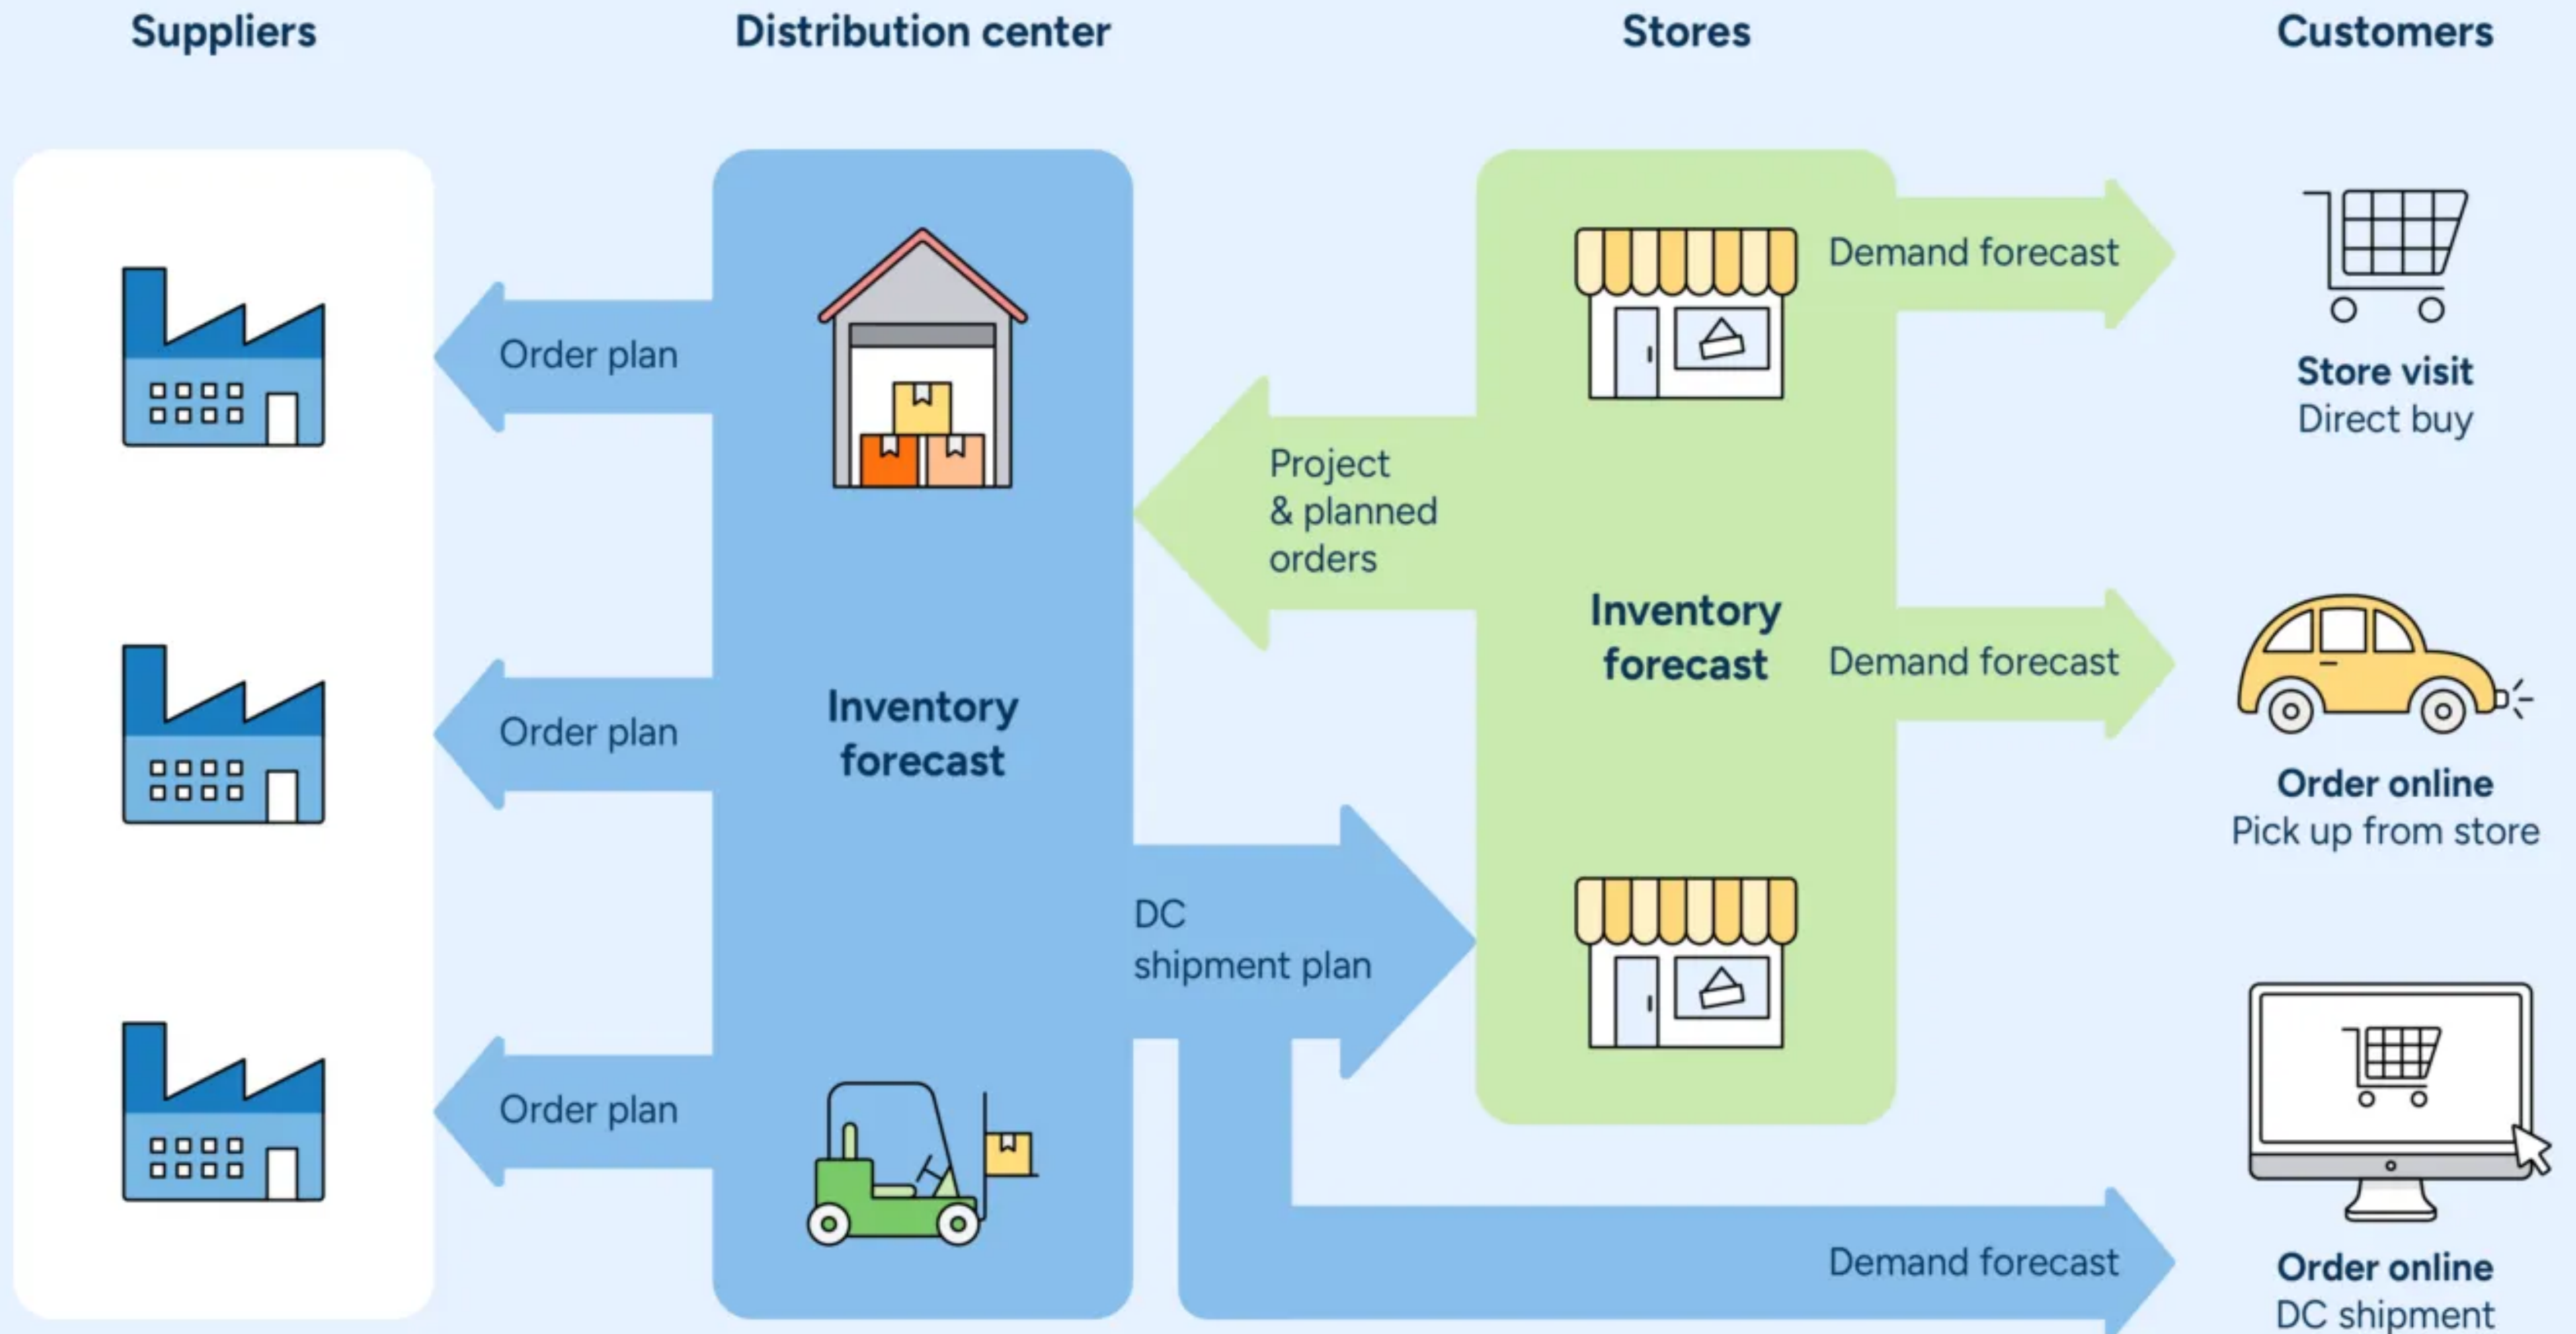 Suppliers
Distribution center
Stores
Customers
Order plan
Order plan
Order plan
Inventory
forecast
Project
& planned
orders
DC
shipment plan
Inventory
forecast
Demand forecast
Demand forecast
Demand forecast
Store visit
Direct buy
Order online
Pick up from store
Order online
DC shipment